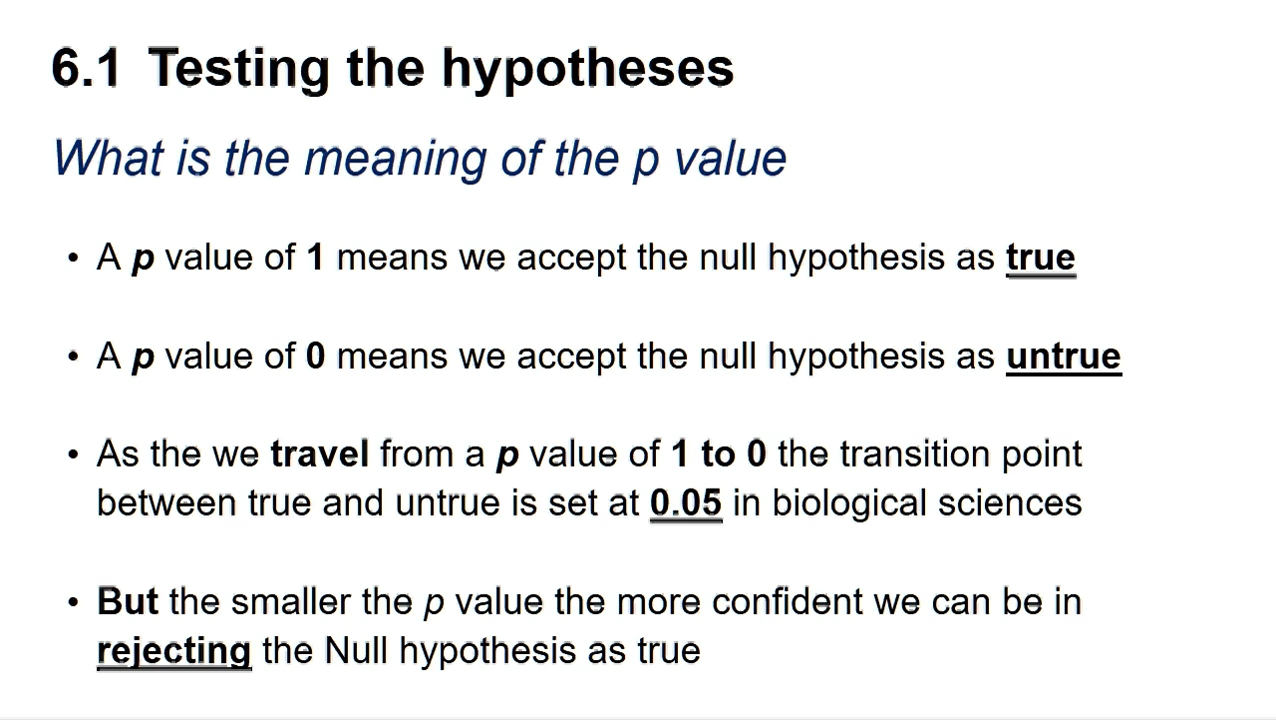 6.1 Testing the hypotheses
What is the meaning of the p value
• A p value of 1 means we accept the null hypothesis as true
• A p value of 0 means we accept the null hypothesis as untrue
• As the we travel from a p value of 1 to 0 the transition point
between true and untrue is set at 0.05 in biological sciences
• But the smaller the p value the more confident we can be in
rejecting the Null hypothesis as true